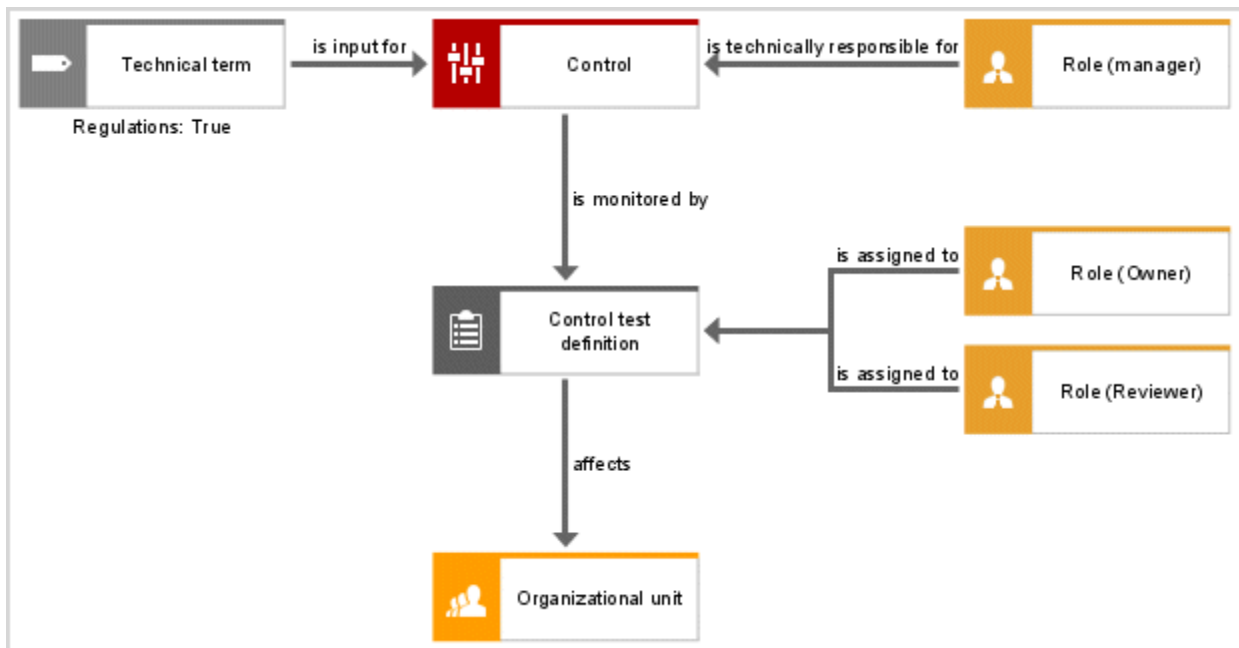 Technical term
is input for
Control
is technically responsible for
Role (manager)
Regulations: True
is monitored by
is assigned to
Role (Owner)
Control test
definition
is assigned to
Role (Reviewer)
affects
Organizational unit